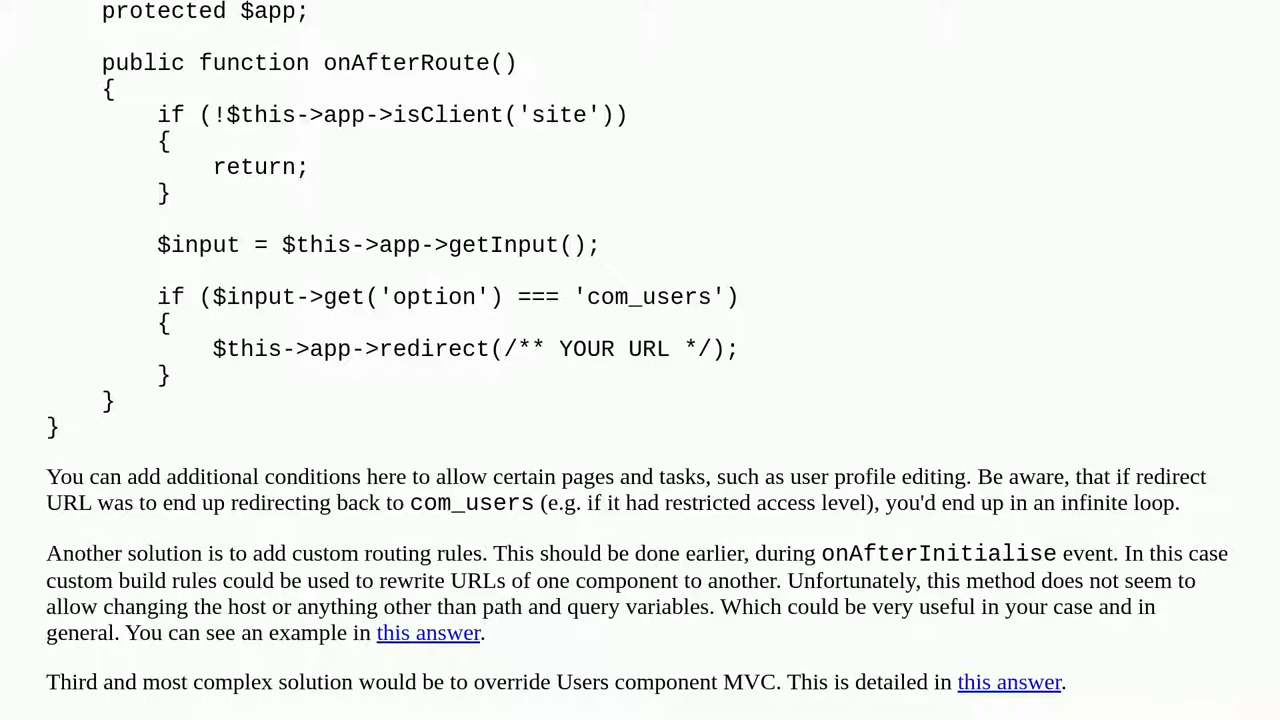 protected $app;
public function onAfterRoute()
{
if (!$this->app->isClient('site'))
{
return;
}
$input = $this->app->getInput();
if ($input->get('option') === 'com_users')
{
$this->app->redirect(/** YOUR URL */);
}
}
}
You can add additional conditions here to allow certain pages and tasks, such as user profile editing. Be aware, that if redirect
URL was to end up redirecting back to com_users (e.g. if it had restricted access level), you'd end up in an infinite loop.
Another solution is to add custom routing rules. This should be done earlier, during onAfterInitialise event. In this case
custom build rules could be used to rewrite URLs of one component to another. Unfortunately, this method does not seem to
allow changing the host or anything other than path and query variables. Which could be very useful in your case and in
general. You can see an example in this answer.
Third and most complex solution would be to override Users component MVC. This is detailed in this answer.